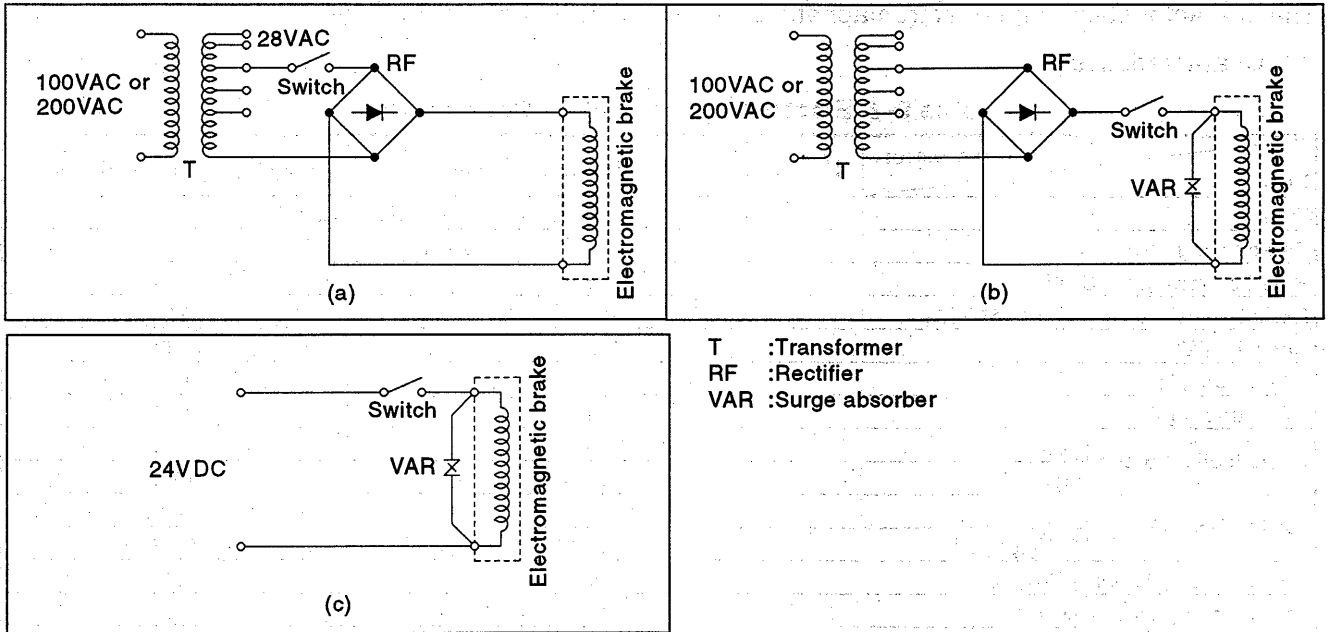 28VAC
RF
Switch
100VAC or
200VAC
T
Electromagnetic brake
(a)
RF
100VAC or
200VAC
Switch
T
VAR
Electromagnetic brake
(b)
Switch
24VDC
VAR
Electromagnetic brake
(c)
T :Transformer
RF :Rectifier
VAR :Surge absorber